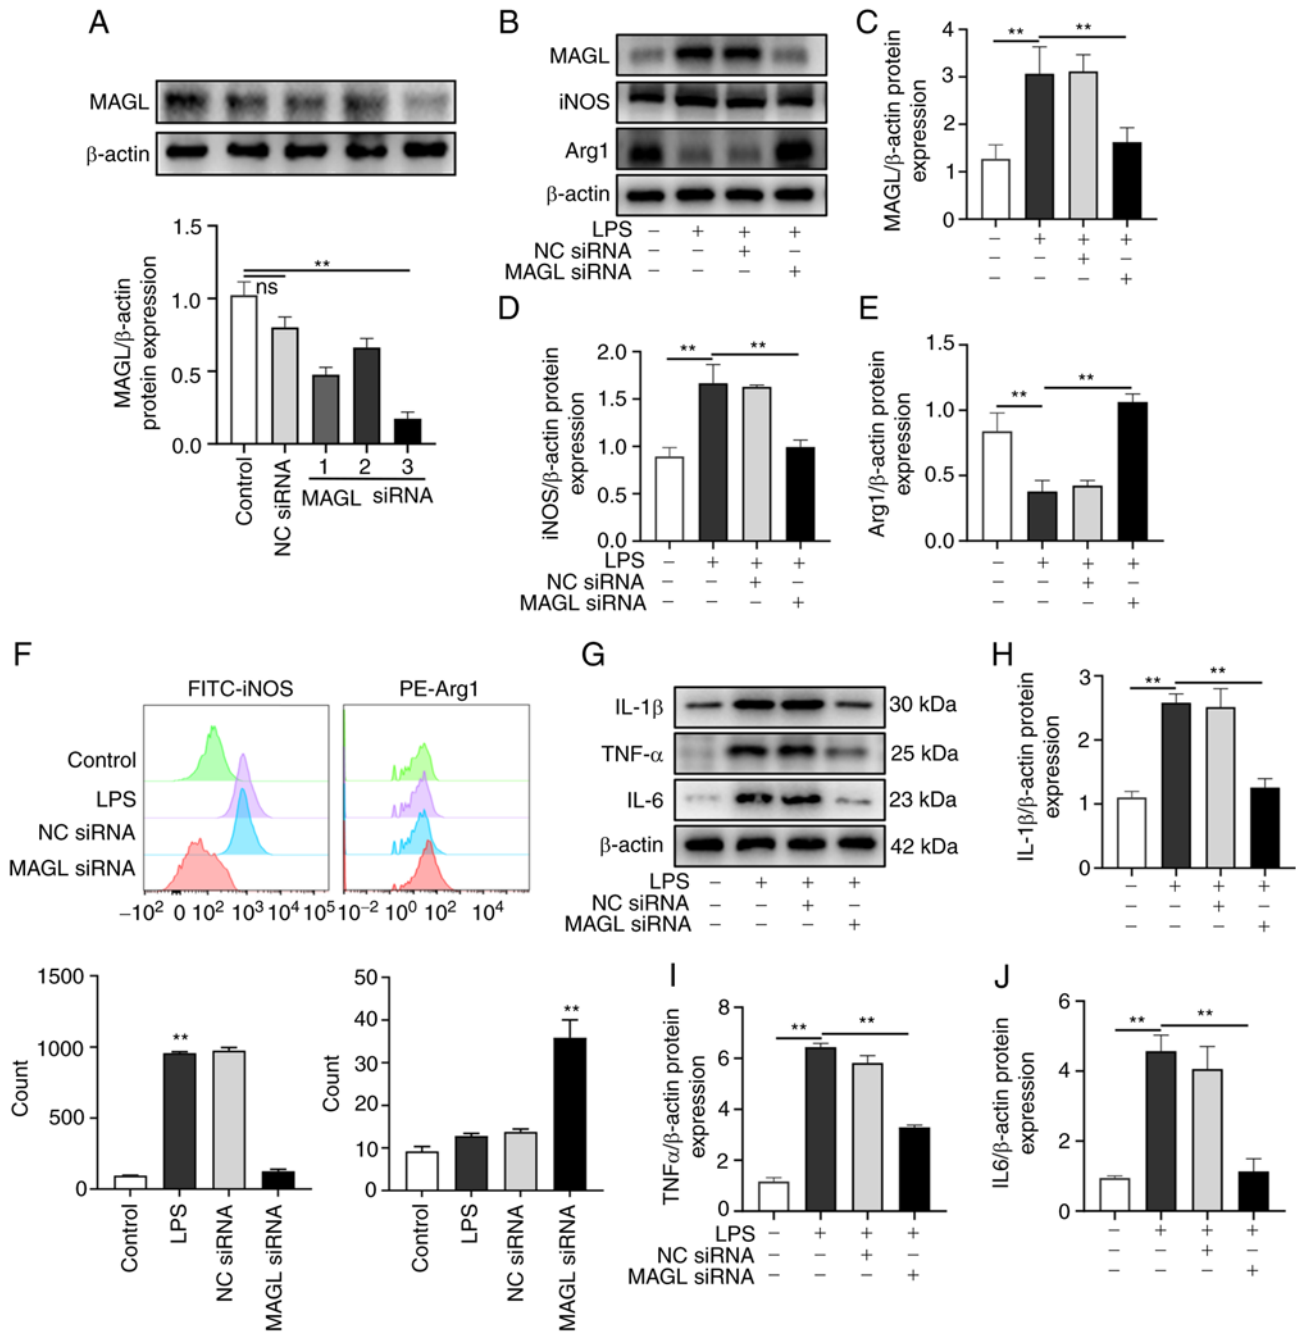 A
MAGL
β-actin
1.5
1.0
0.5
0.0
MAGL/β-actin
protein expression
**
ns
Control
NC siRNA
1 2 3
MAGL siRNA
B
MAGL
iNOS
Arg1
β-actin
LPS − + + +
NC siRNA − − + −
MAGL siRNA − − − +
C
MAGL/β-actin protein
expression
4
3
2
1
0
** **
− + + +
− − + −
− − − +
D
iNOS/β-actin protein
expression
2.0
1.5
1.0
0.5
0.0
** **
LPS − + + +
NC siRNA − − + −
MAGL siRNA − − − +
E
Arg1/β-actin protein
expression
1.5
1.0
0.5
0.0
** **
− + + +
− − + −
− − − +
F
FITC-iNOS PE-Arg1
Control
LPS
NC siRNA
MAGL siRNA
−10² 0 10² 10³ 10⁴ 10⁵ 10⁻² 10⁰ 10² 10⁴
Count
1500
1000
500
0
**
Control
LPS
NC siRNA
MAGL siRNA
Count
50
40
30
20
10
0
**
Control
LPS
NC siRNA
MAGL siRNA
G
IL-1β 30 kDa
TNF-α 25 kDa
IL-6 23 kDa
β-actin 42 kDa
LPS − + + +
NC siRNA − − + −
MAGL siRNA − − − +
H
IL-1β/β-actin protein
expression
3
2
1
0
** **
− + + +
− − + −
− − − +
I
TNFα/β-actin protein
expression
8
6
4
2
0
** **
LPS − + + +
NC siRNA − − + −
MAGL siRNA − − − +
J
IL6/β-actin protein
expression
6
4
2
0
** **
− + + +
− − + −
− − − +